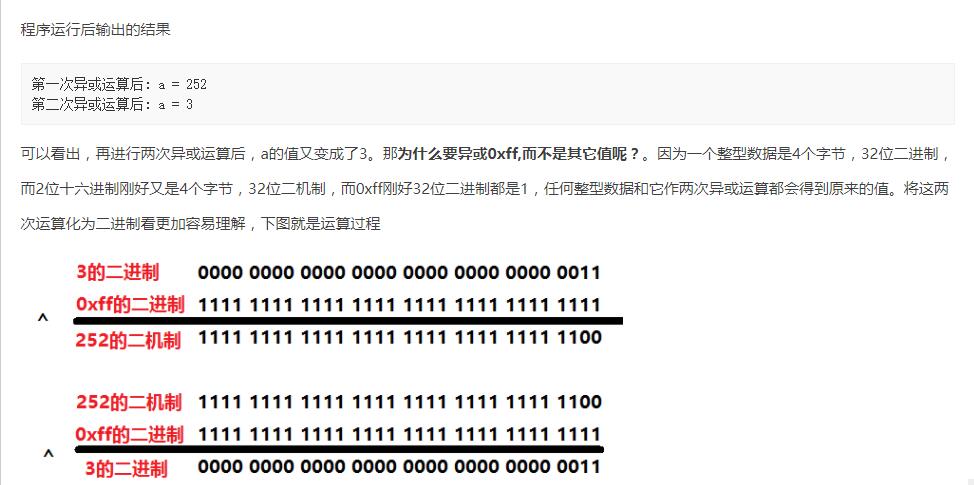 程序运行后输出的结果
第一次异或运算后：a = 252
第二次异或运算后：a = 3
可以看出，再进行两次异或运算后，a的值又变成了3。那为什么要异或0xff,而不是其它值呢？。因为一个整型数据是4个字节，32位二进制，
而2位十六进制刚好又是4个字节，32位二机制，而0xff刚好32位二进制都是1，任何整型数据和它作两次异或运算都会得到原来的值。将这两
次运算化为二进制看更加容易理解，下图就是运算过程
3的二进制 0000 0000 0000 0000 0000 0000 0000 0011
0xff的二进制 1111 1111 1111 1111 1111 1111 1111 1111
^
252的二机制 1111 1111 1111 1111 1111 1111 1111 1100
252的二机制 1111 1111 1111 1111 1111 1111 1111 1100
0xff的二进制 1111 1111 1111 1111 1111 1111 1111 1111
^
3的二进制 0000 0000 0000 0000 0000 0000 0000 0011